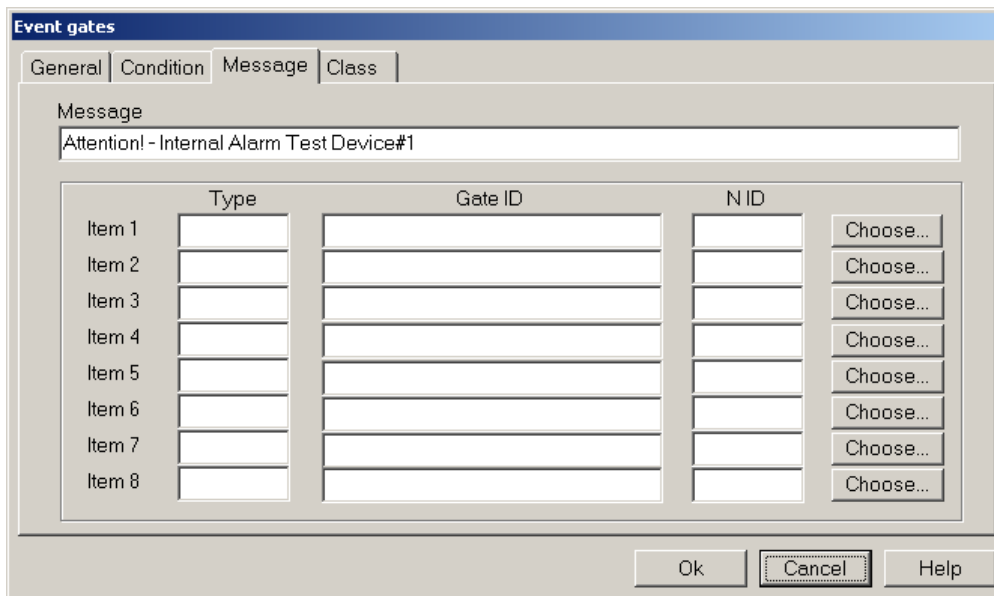 Event gates
General Condition Message Class
Message
Attention! - Internal Alarm Test Device#1
Type Gate ID N ID
Item 1 Choose...
Item 2 Choose...
Item 3 Choose...
Item 4 Choose...
Item 5 Choose...
Item 6 Choose...
Item 7 Choose...
Item 8 Choose...
Ok Cancel Help